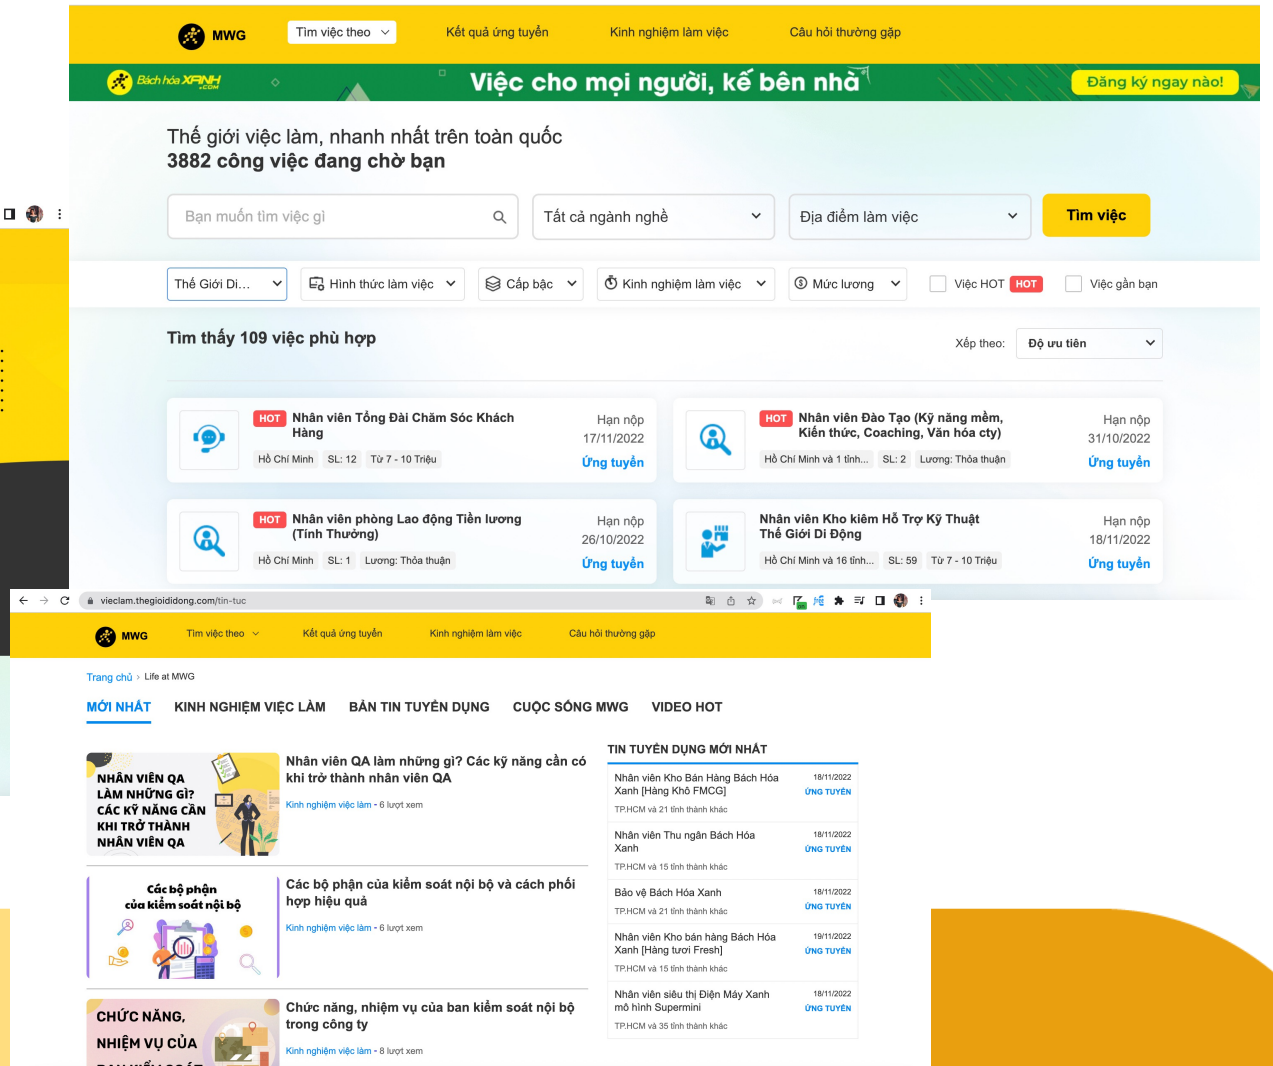 MWG
Tìm việc theo
Kết quả ứng tuyển
Kinh nghiệm làm việc
Câu hỏi thường gặp
Bách hóa XANH
.COM
Việc cho mọi người, kế bên nhà
Đăng ký ngay nào!
Thế giới việc làm, nhanh nhất trên toàn quốc
3882 công việc đang chờ bạn
Bạn muốn tìm việc gì
Tất cả ngành nghề
Địa điểm làm việc
Tìm việc
Thế Giới Di...
Hình thức làm việc
Cấp bậc
Kinh nghiệm làm việc
Mức lương
Việc HOT HOT
Việc gần bạn
Tìm thấy 109 việc phù hợp
Xếp theo:
Độ ưu tiên
HOT Nhân viên Tổng Đài Chăm Sóc Khách
Hàng
Hồ Chí Minh SL: 12 Từ 7 - 10 Triệu
Hạn nộp
17/11/2022
Ứng tuyển
HOT Nhân viên Đào Tạo (Kỹ năng mềm,
Kiến thức, Coaching, Văn hóa cty)
Hồ Chí Minh và 1 tỉnh... SL: 2 Lương: Thỏa thuận
Hạn nộp
31/10/2022
Ứng tuyển
HOT Nhân viên phòng Lao động Tiền lương
(Tính Thưởng)
Hồ Chí Minh SL: 1 Lương: Thỏa thuận
Hạn nộp
26/10/2022
Ứng tuyển
Nhân viên Kho kiêm Hỗ Trợ Kỹ Thuật
Thế Giới Di Động
Hồ Chí Minh và 16 tỉnh... SL: 59 Từ 7 - 10 Triệu
Hạn nộp
18/11/2022
Ứng tuyển
vieclam.thegioididong.com/tin-tuc
MWG
Tìm việc theo
Kết quả ứng tuyển
Kinh nghiệm làm việc
Câu hỏi thường gặp
Trang chủ › Life at MWG
MỚI NHẤT
KINH NGHIỆM VIỆC LÀM
BẢN TIN TUYỂN DỤNG
CUỘC SỐNG MWG
VIDEO HOT
NHÂN VIÊN QA
LÀM NHỮNG GÌ?
CÁC KỸ NĂNG CẦN
KHI TRỞ THÀNH
NHÂN VIÊN QA
Nhân viên QA làm những gì? Các kỹ năng cần có
khi trở thành nhân viên QA
Kinh nghiệm việc làm - 6 lượt xem
Các bộ phận
của kiểm soát nội bộ
Các bộ phận của kiểm soát nội bộ và cách phối
hợp hiệu quả
Kinh nghiệm việc làm - 6 lượt xem
CHỨC NĂNG,
NHIỆM VỤ CỦA
BAN KIỂM SOÁT
Chức năng, nhiệm vụ của ban kiểm soát nội bộ
trong công ty
Kinh nghiệm việc làm - 8 lượt xem
TIN TUYỂN DỤNG MỚI NHẤT
Nhân viên Kho Bán Hàng Bách Hóa
Xanh [Hàng Khô FMCG]
TP.HCM và 21 tỉnh thành khác
18/11/2022
ỨNG TUYỂN
Nhân viên Thu ngân Bách Hóa
Xanh
TP.HCM và 15 tỉnh thành khác
18/11/2022
ỨNG TUYỂN
Bảo vệ Bách Hóa Xanh
TP.HCM và 21 tỉnh thành khác
18/11/2022
ỨNG TUYỂN
Nhân viên Kho bán hàng Bách Hóa
Xanh [Hàng tươi Fresh]
TP.HCM và 15 tỉnh thành khác
19/11/2022
ỨNG TUYỂN
Nhân viên siêu thị Điện Máy Xanh
mô hình Supermini
TP.HCM và 35 tỉnh thành khác
18/11/2022
ỨNG TUYỂN